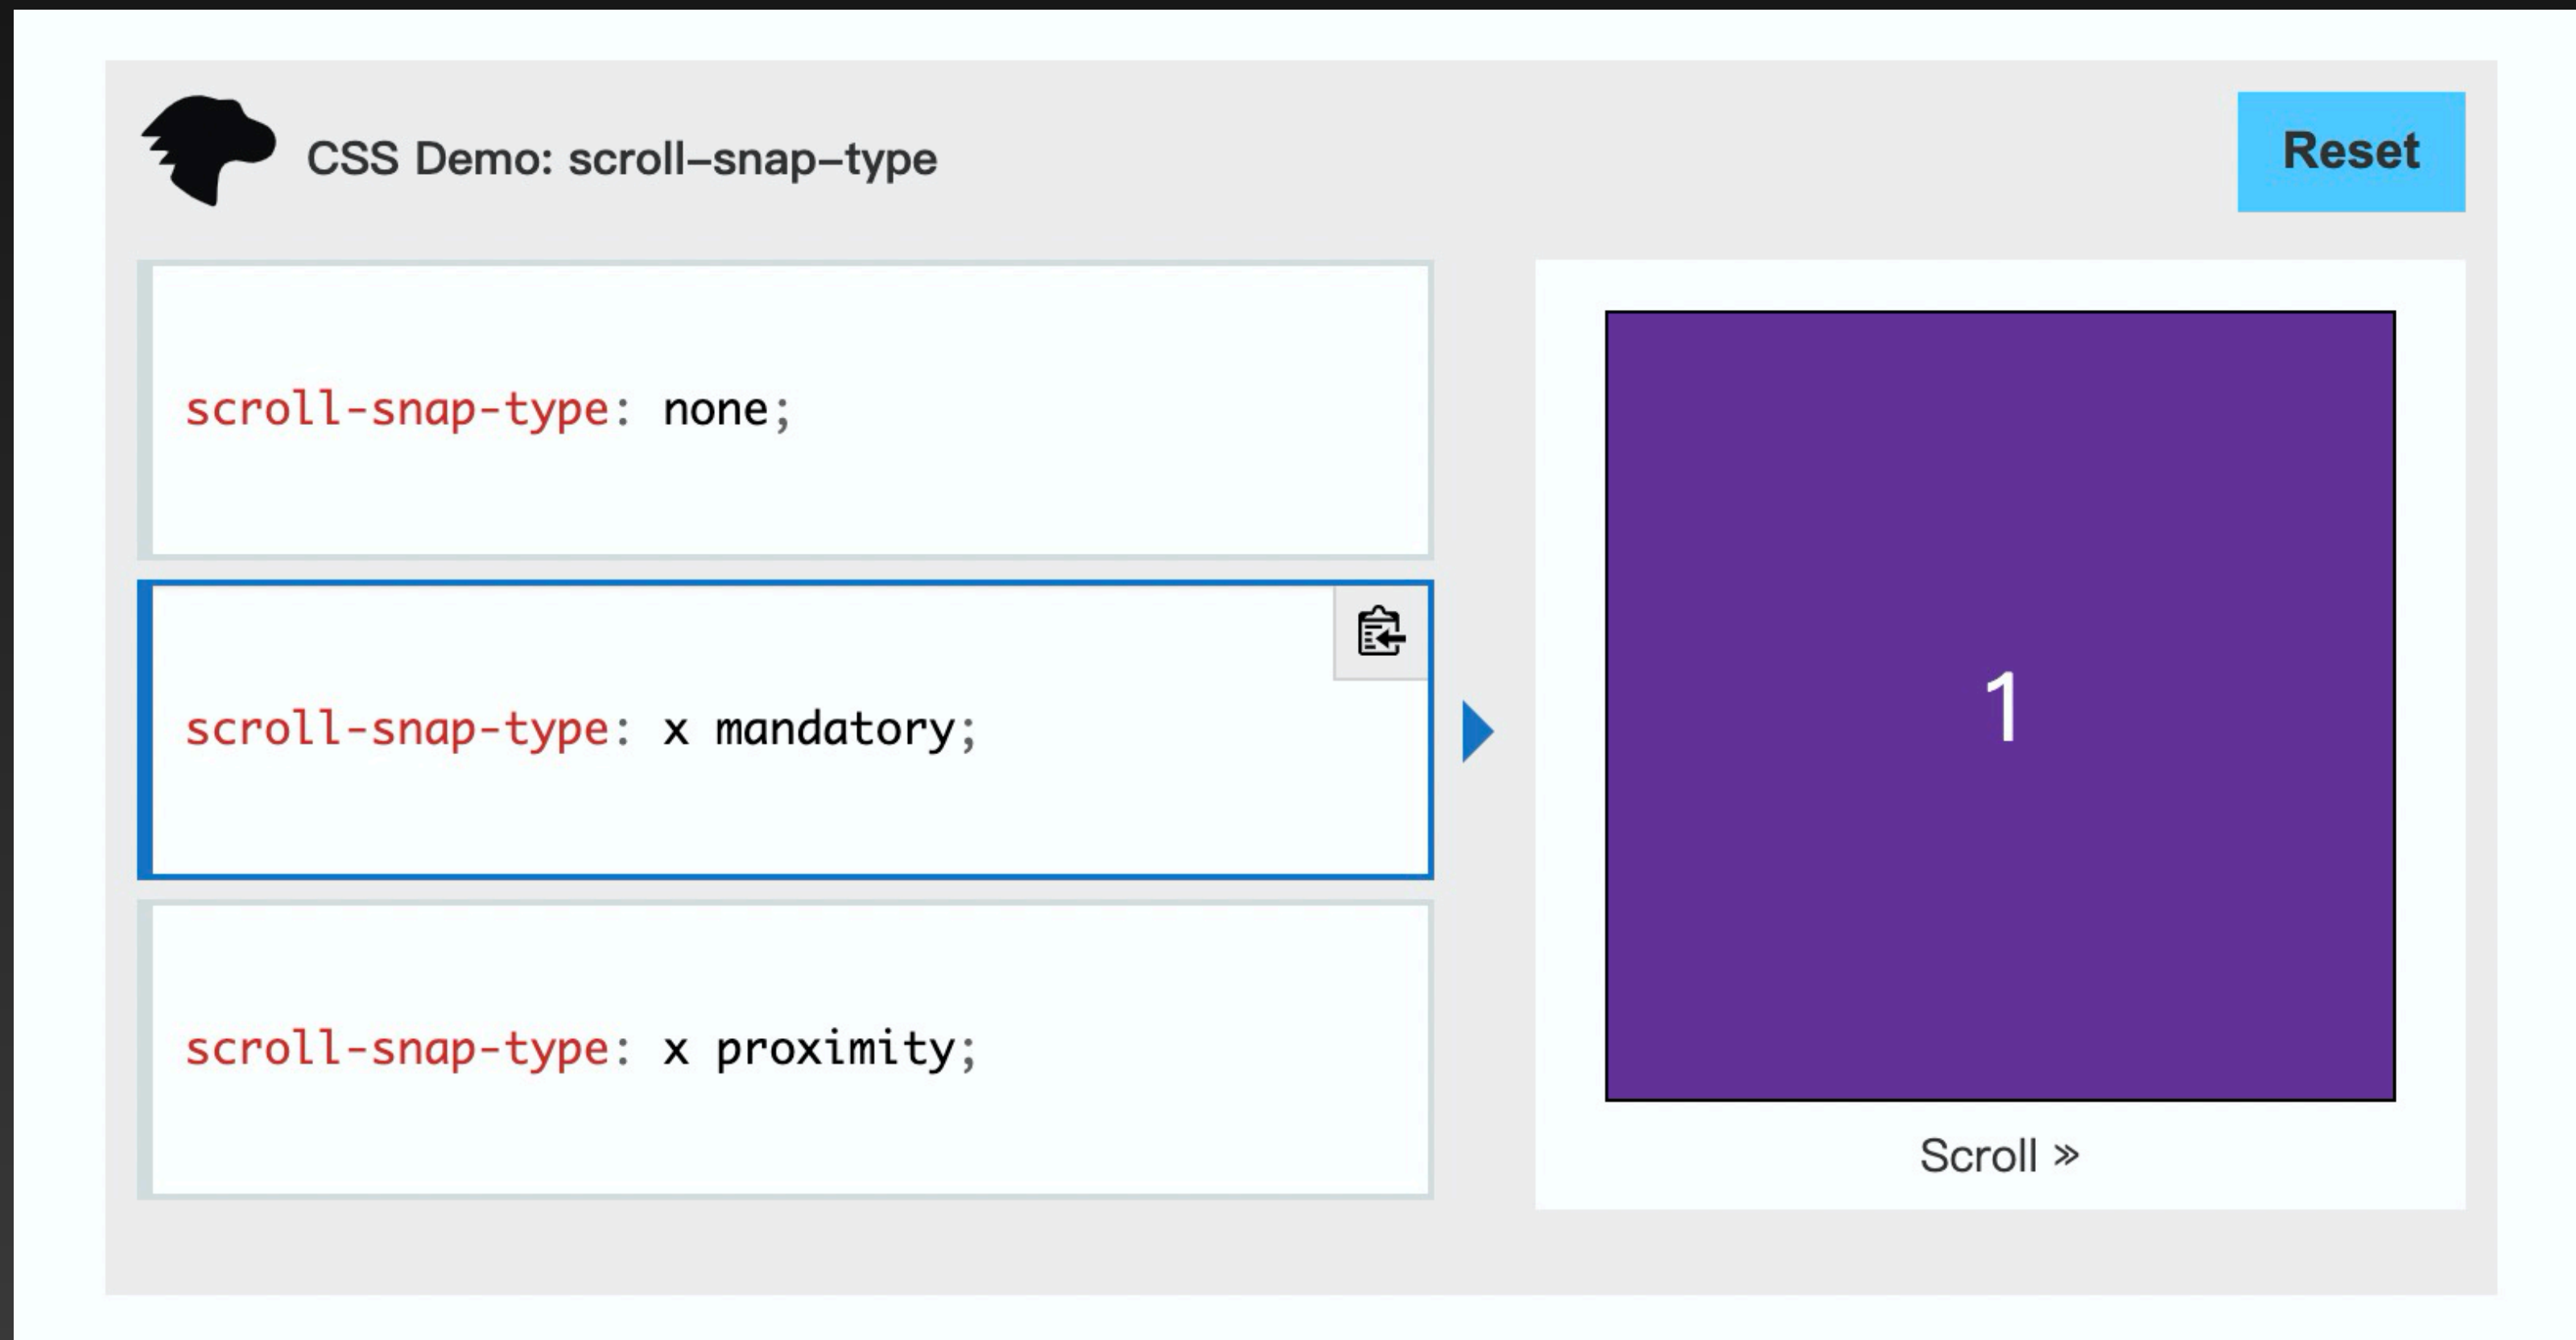 CSS Demo: scroll-snap-type
Reset
scroll-snap-type: none;
scroll-snap-type: x mandatory;
scroll-snap-type: x proximity;
1
Scroll »